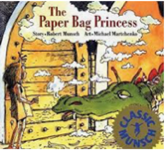 The
Paper Bag Princess
Story • Robert Munsch Art • Michael Martchenko
CLASSIC
MUNSCH